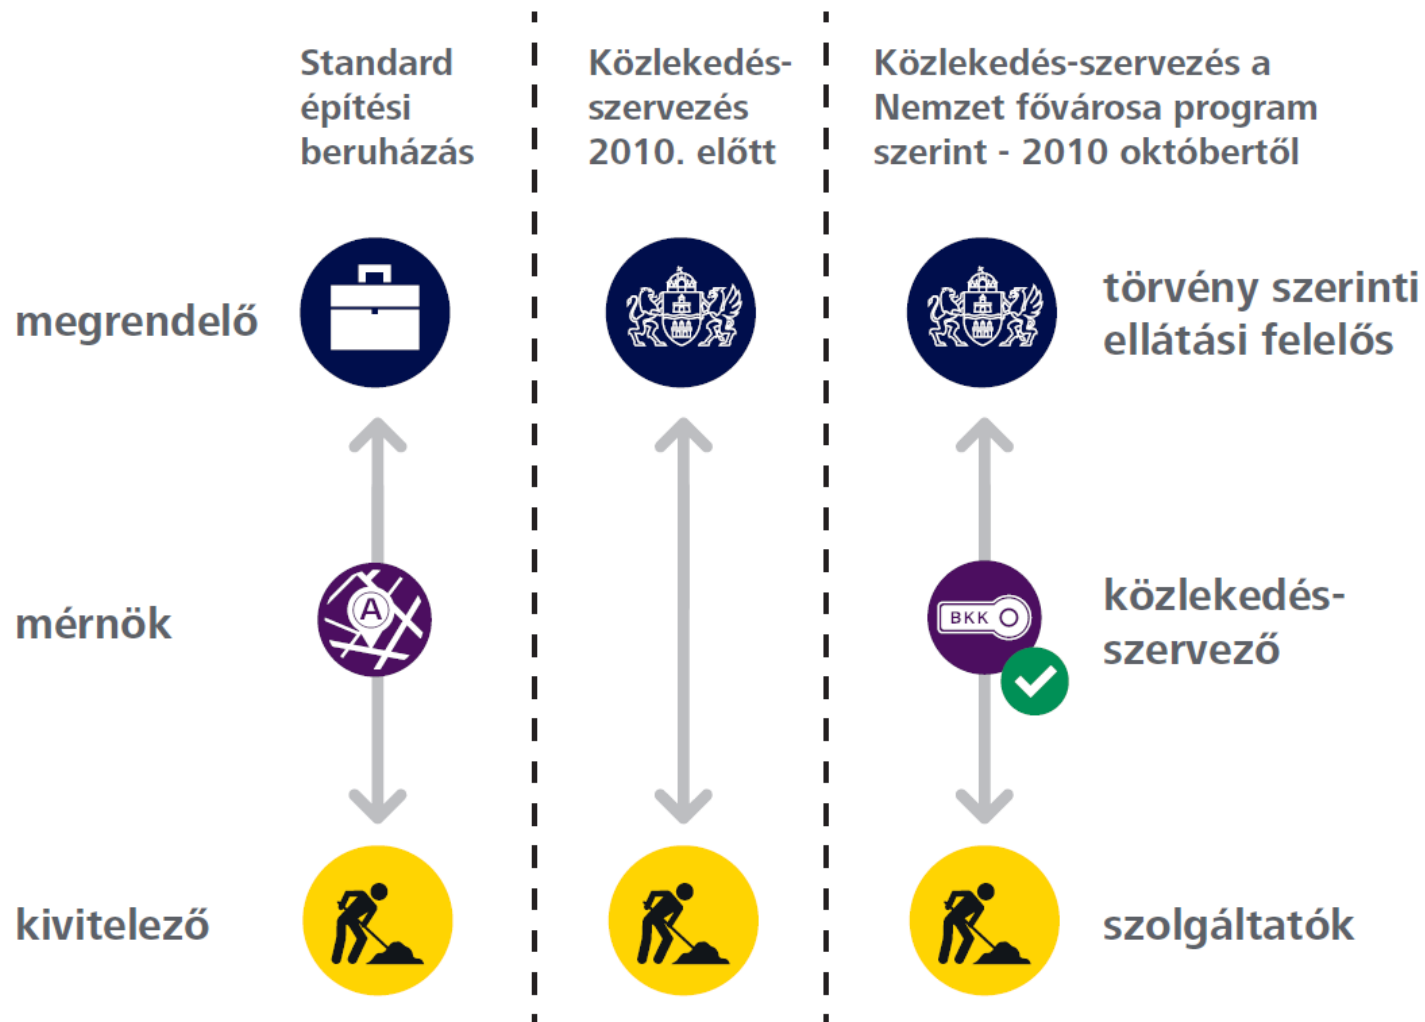 Standard
építési
beruházás
Közlekedés-
szervezés
2010. előtt
Közlekedés-szervezés a
Nemzet fővárosa program
szerint - 2010 októbertől
megrendelő
törvény szerinti
ellátási felelős
mérnök
A
BKK
közlekedés-
szervező
kivitelező
szolgáltatók